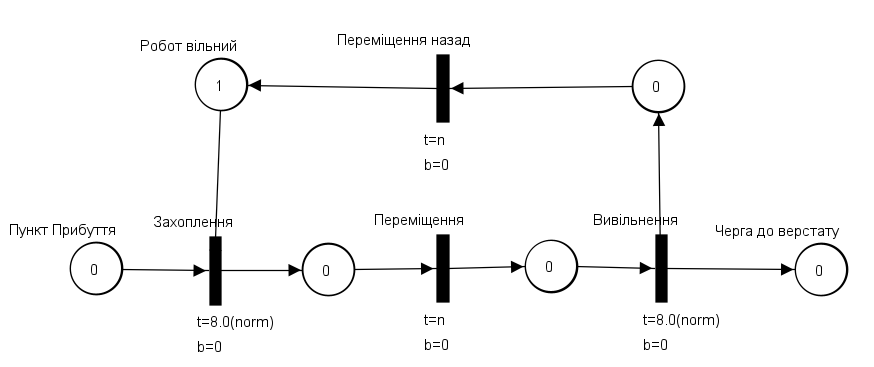 Робот вільний
Переміщення назад
1
0
t=n
b=0
Пункт Прибуття
Захоплення
Переміщення
Вивільнення
Черга до верстату
0
0
0
0
t=8.0(norm)
b=0
t=n
b=0
t=8.0(norm)
b=0